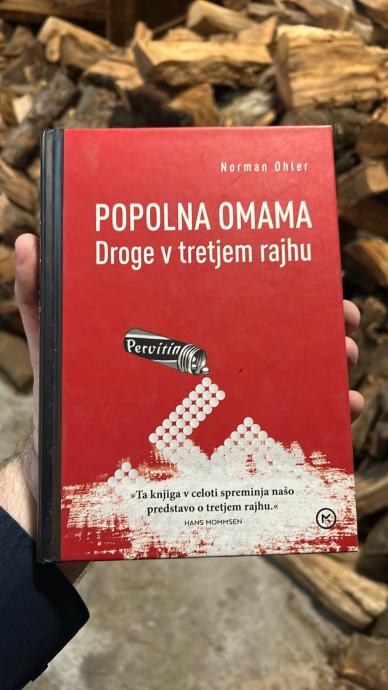 Norman Ohler
POPOLNA OMAMA
Droge v tretjem rajhu
Pervitin
»Ta knjiga v celoti spreminja našo
predstavo o tretjem rajhu.«
HANS MOMMSEN